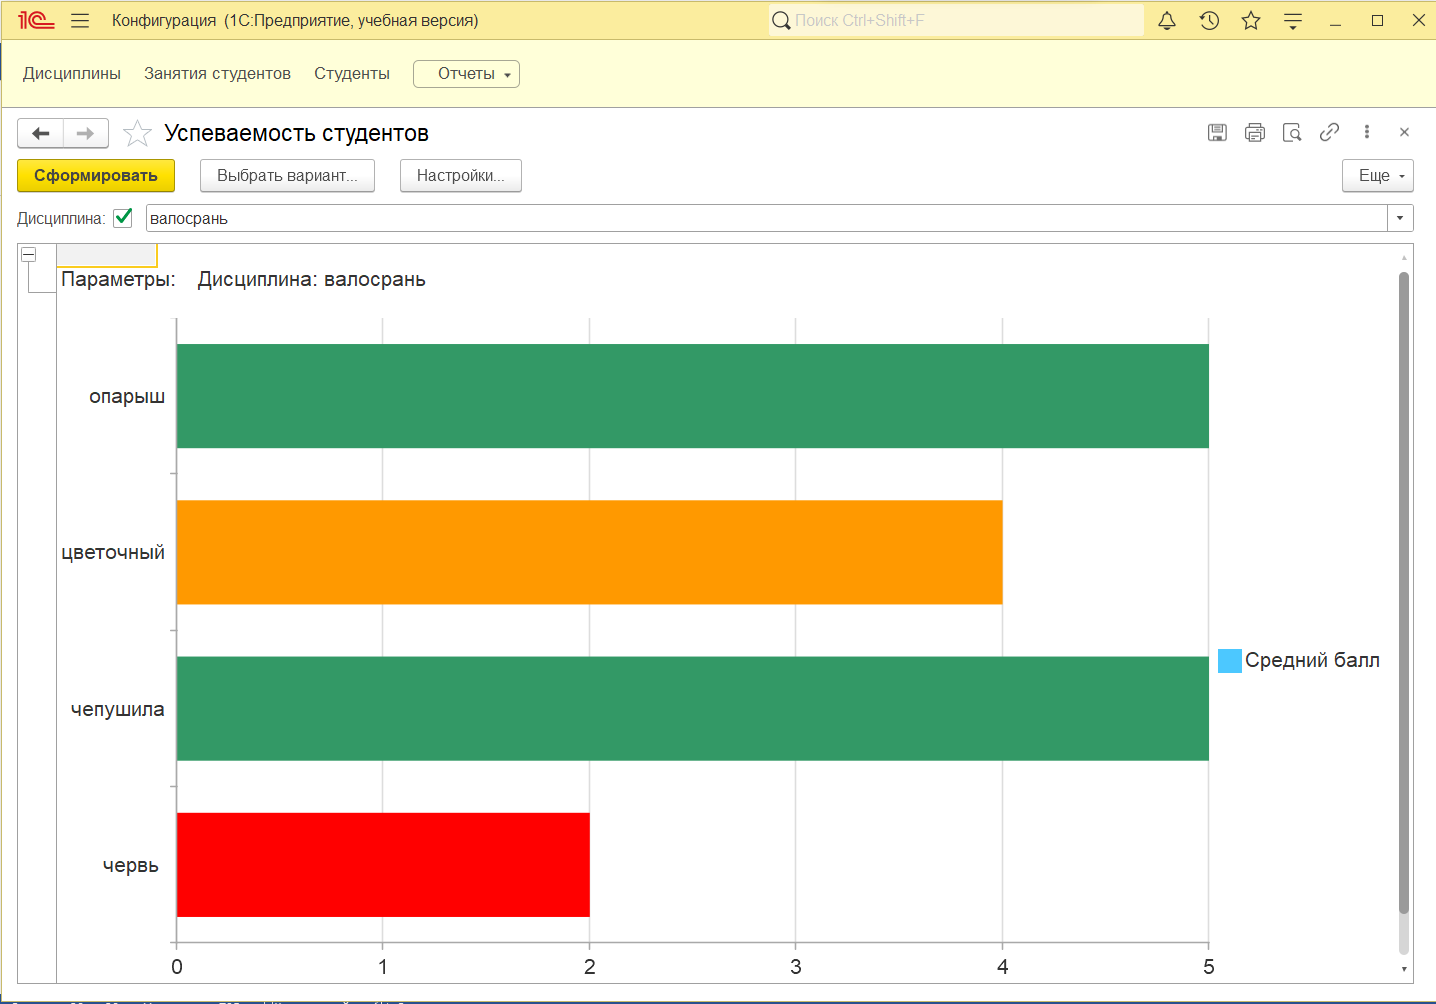 1С Конфигурация (1С:Предприятие, учебная версия) Поиск Ctrl+Shift+F
Дисциплины Занятия студентов Студенты Отчеты
Успеваемость студентов
Сформировать Выбрать вариант... Настройки... Еще
Дисциплина: валосрань
Параметры: Дисциплина: валосрань
опарыш
цветочный
Средний балл
чепушила
червь
0 1 2 3 4 5